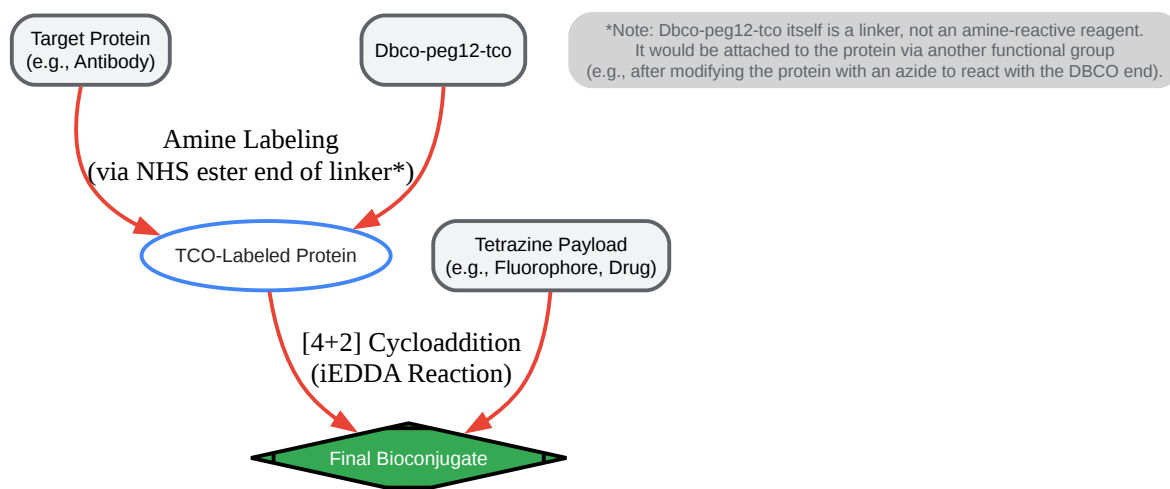 Target Protein
(e.g., Antibody)
Dbco-peg12-tco
*Note: Dbco-peg12-tco itself is a linker, not an amine-reactive reagent.
It would be attached to the protein via another functional group
(e.g., after modifying the protein with an azide to react with the DBCO end).
Amine Labeling
(via NHS ester end of linker*)
TCO-Labeled Protein
Tetrazine Payload
(e.g., Fluorophore, Drug)
[4+2] Cycloaddition
(iEDDA Reaction)
Final Bioconjugate